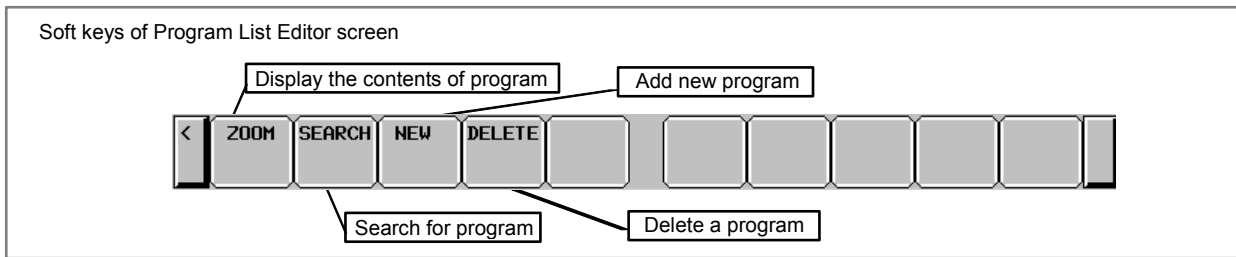 Soft keys of Program List Editor screen
Display the contents of program
Add new program
< ZOOM SEARCH NEW DELETE
Search for program
Delete a program